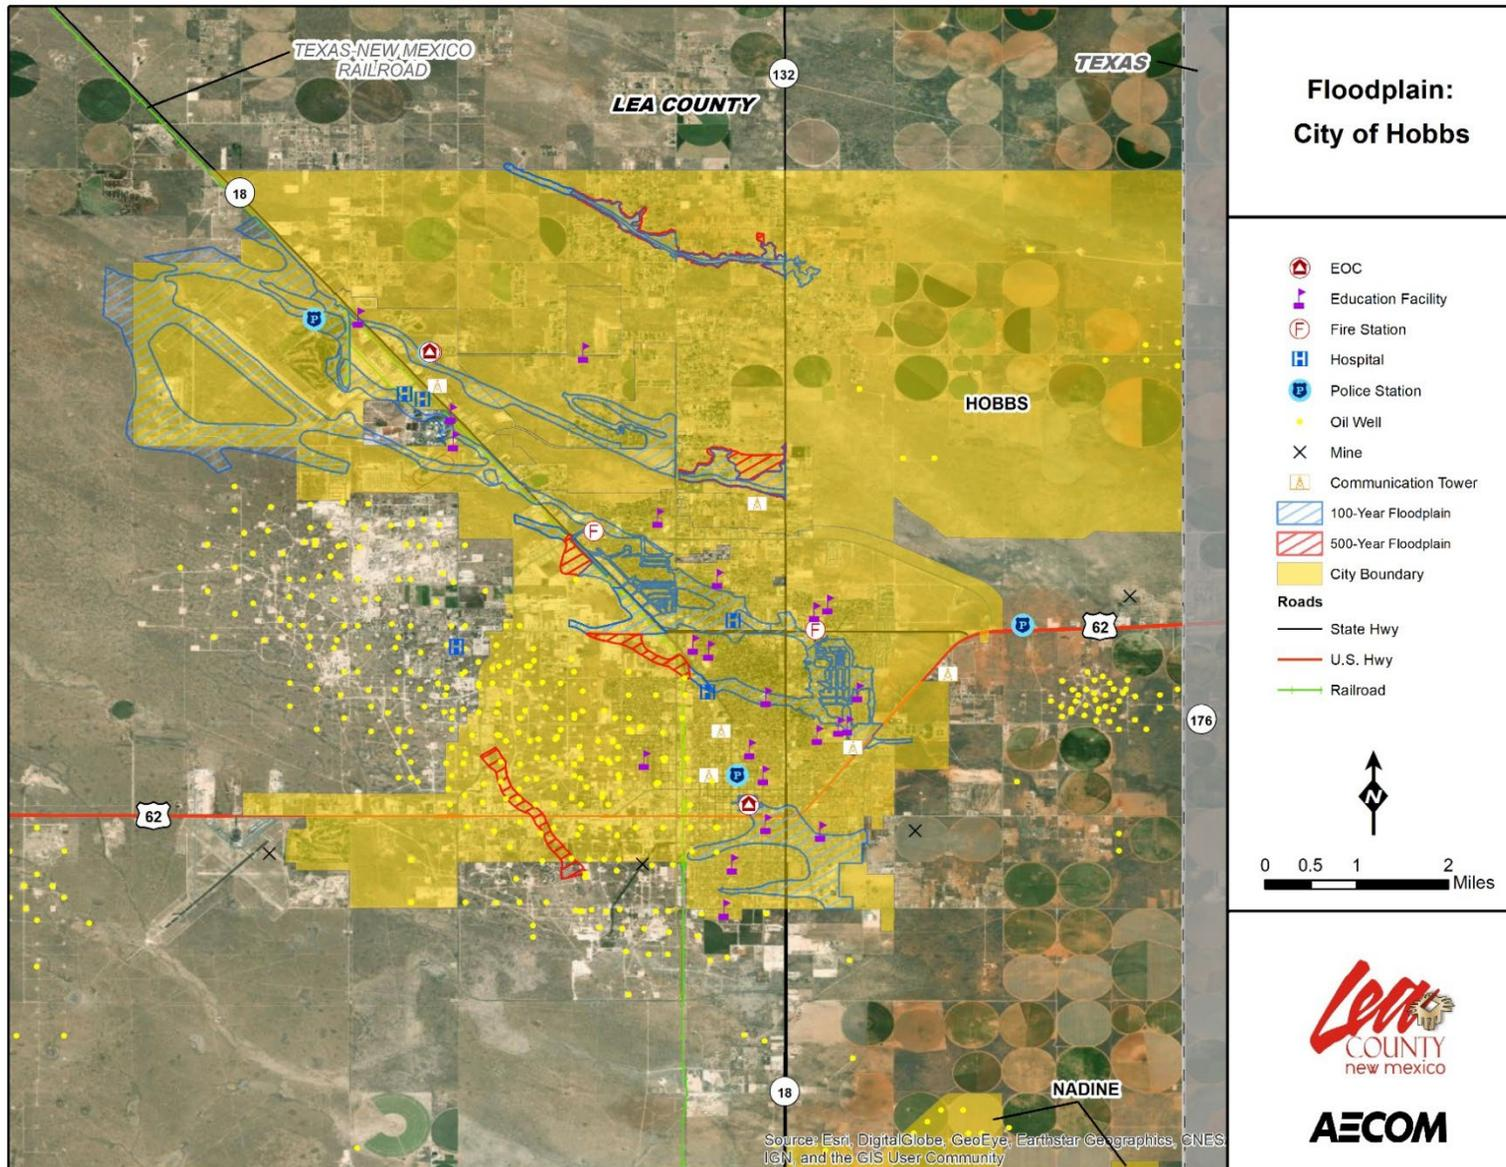 TEXAS-NEW MEXICO
RAILROAD
132
LEA COUNTY
TEXAS
18
HOBBS
62
176
62
18
NADINE
Source: Esri, DigitalGlobe, GeoEye, Earthstar Geographics, CNES
IGN, and the GIS User Community
Floodplain:
City of Hobbs
EOC
Education Facility
F Fire Station
H Hospital
P Police Station
Oil Well
Mine
Communication Tower
100-Year Floodplain
500-Year Floodplain
City Boundary
Roads
State Hwy
U.S. Hwy
Railroad
N
0 0.5 1 2
Miles
Lea
COUNTY
new mexico
AECOM